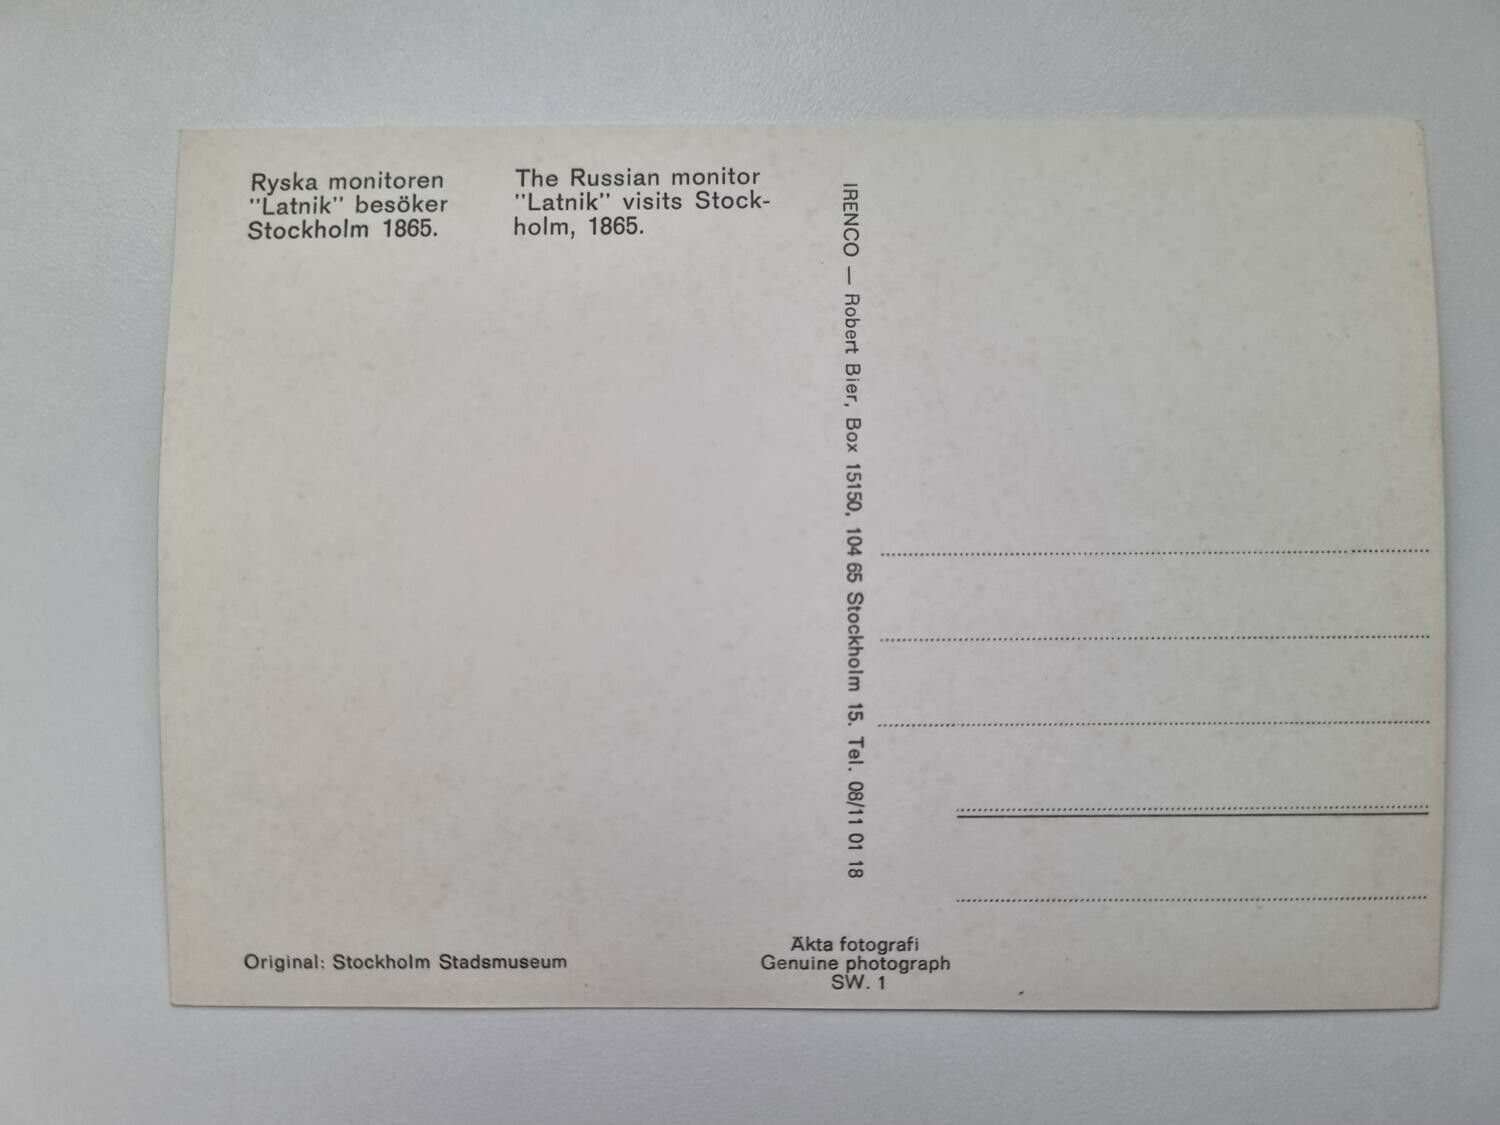 Ryska monitoren
"Latnik" besöker
Stockholm 1865.
The Russian monitor
"Latnik" visits Stock-
holm, 1865.
IRENCO — Robert Bier, Box 15150, 104 65 Stockholm 15. Tel. 08/11 01 18
Original: Stockholm Stadsmuseum
Äkta fotografi
Genuine photograph
SW. 1